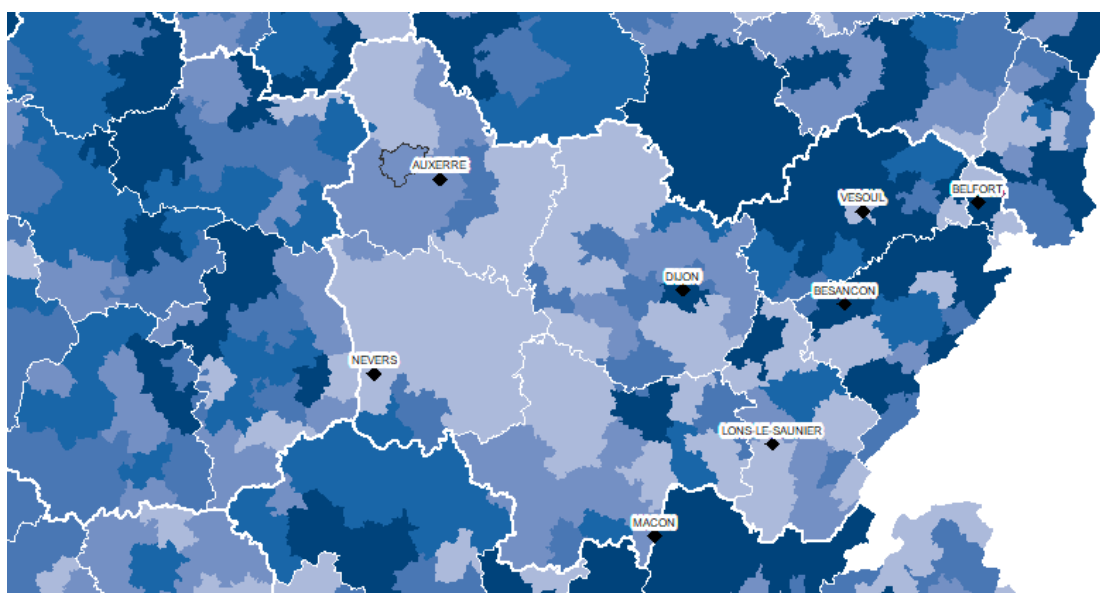 AUXERRE
BELFORT
VESOUL
DIJON
BESANCON
NEVERS
LONS-LE-SAUNIER
MACON